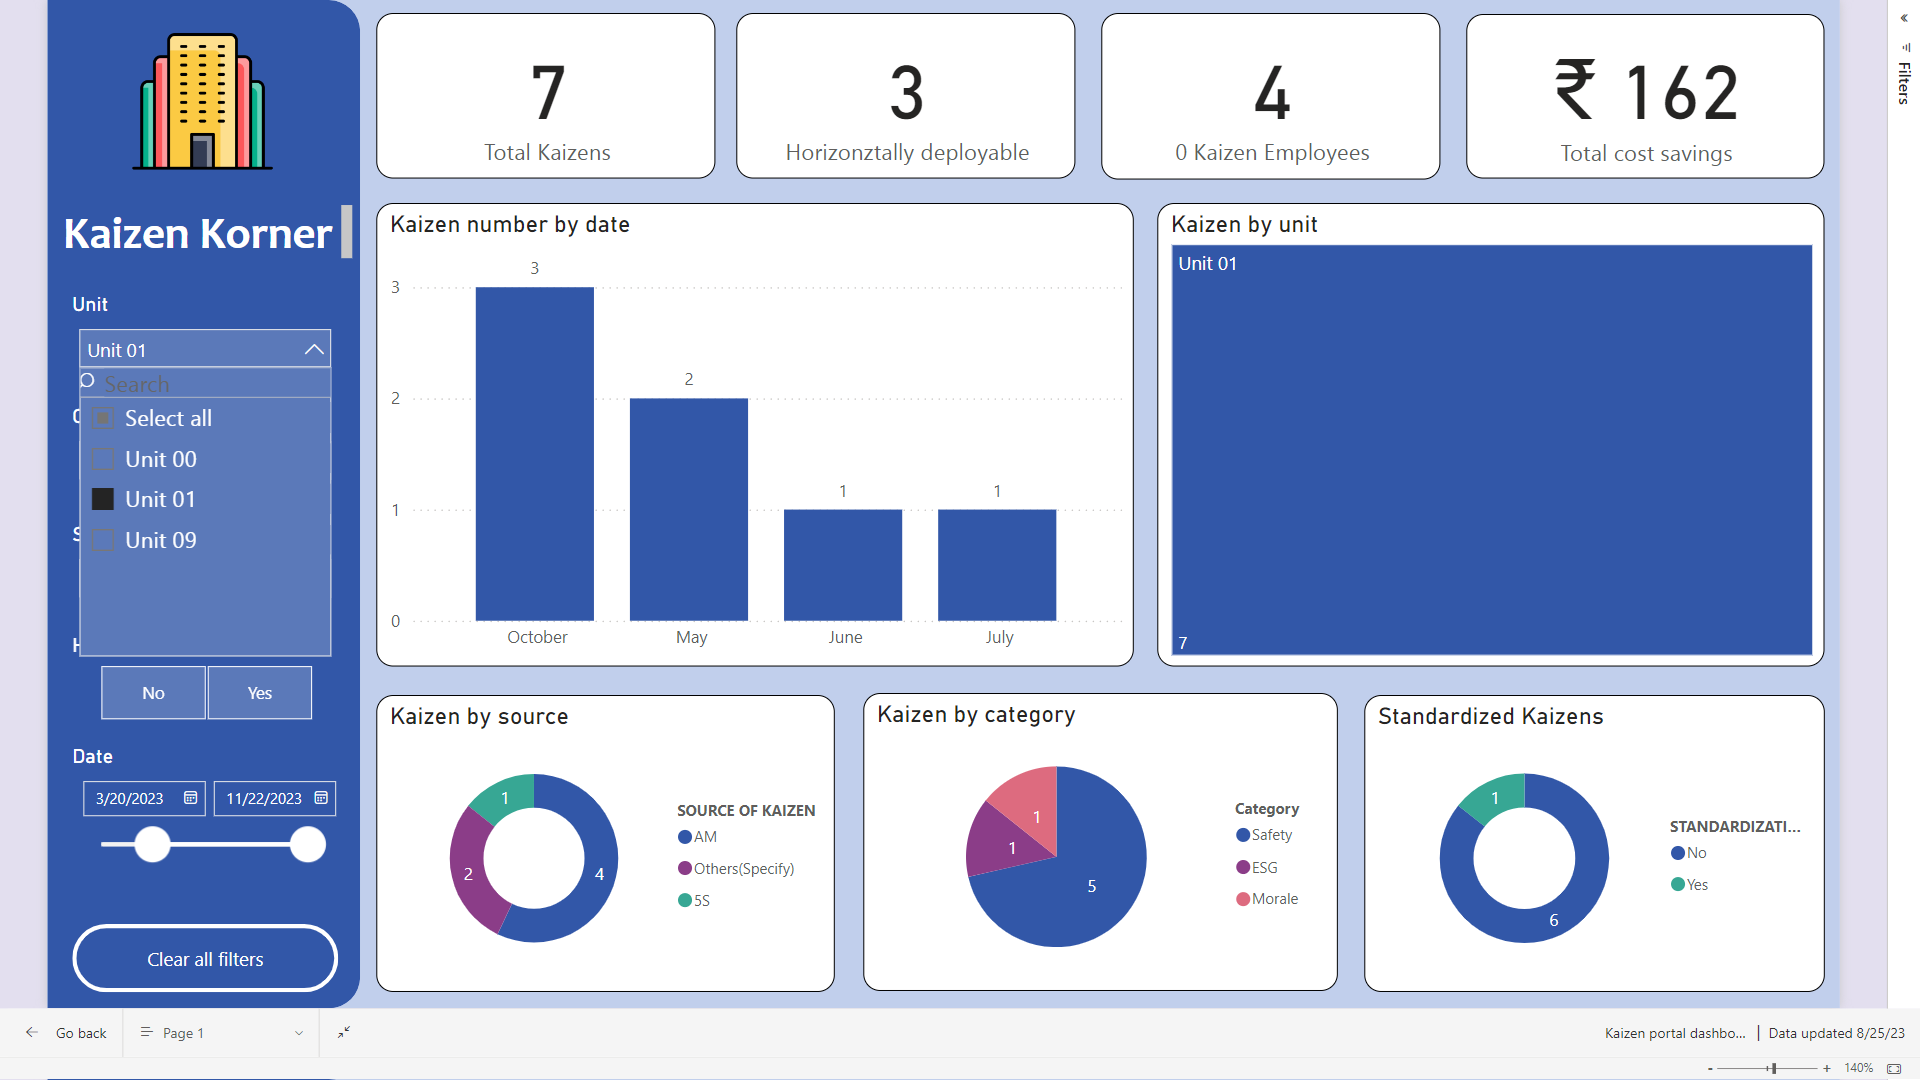 Kaizen Korner
Unit
Unit 01
Search
Select all
Unit 00
Unit 01
Unit 09
No
Yes
Date
3/20/2023
11/22/2023
Clear all filters
7
Total Kaizens
3
Horizonztally deployable
4
0 Kaizen Employees
₹ 162
Total cost savings
Kaizen number by date
3
2
1
0
3
2
1
1
October
May
June
July
Kaizen by unit
Unit 01
7
Kaizen by source
1
2
4
SOURCE OF KAIZEN
AM
Others(Specify)
5S
Kaizen by category
1
1
5
Category
Safety
ESG
Morale
Standardized Kaizens
1
6
STANDARDIZATI...
No
Yes
Filters
Go back
Page 1
Kaizen portal dashbo... | Data updated 8/25/23
- + 140%